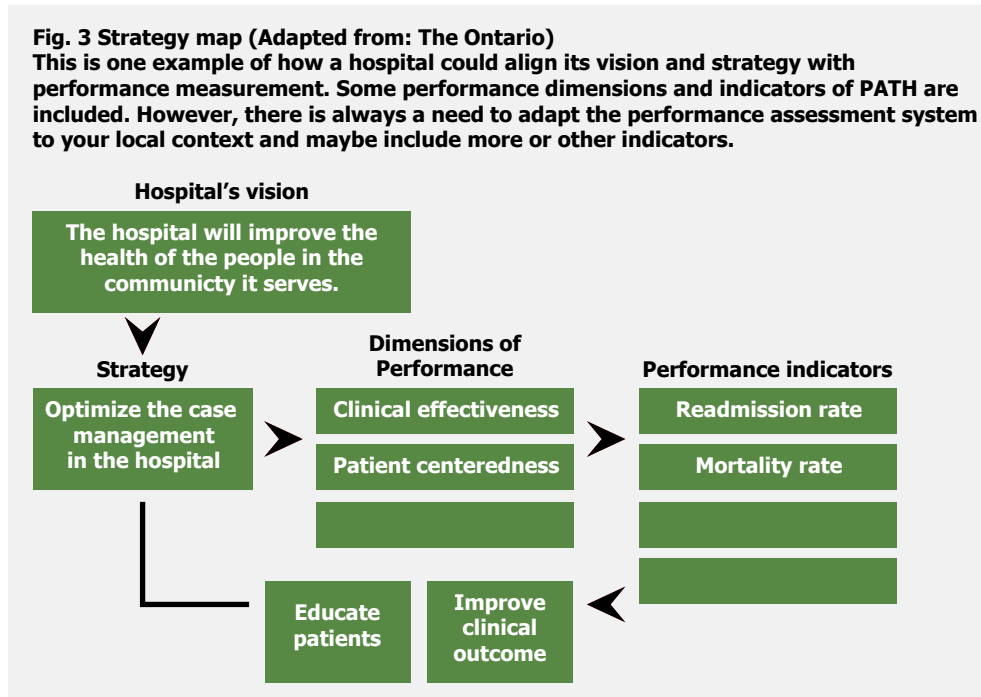 Fig. 3 Strategy map (Adapted from: The Ontario)
This is one example of how a hospital could align its vision and strategy with
performance measurement. Some performance dimensions and indicators of PATH are
included. However, there is always a need to adapt the performance assessment system
to your local context and maybe include more or other indicators.
Hospital’s vision
The hospital will improve the
health of the people in the
communicty it serves.
Strategy
Optimize the case
management
in the hospital
Dimensions of
Performance
Clinical effectiveness
Patient centeredness
Performance indicators
Readmission rate
Mortality rate
Educate
patients
Improve
clinical
outcome